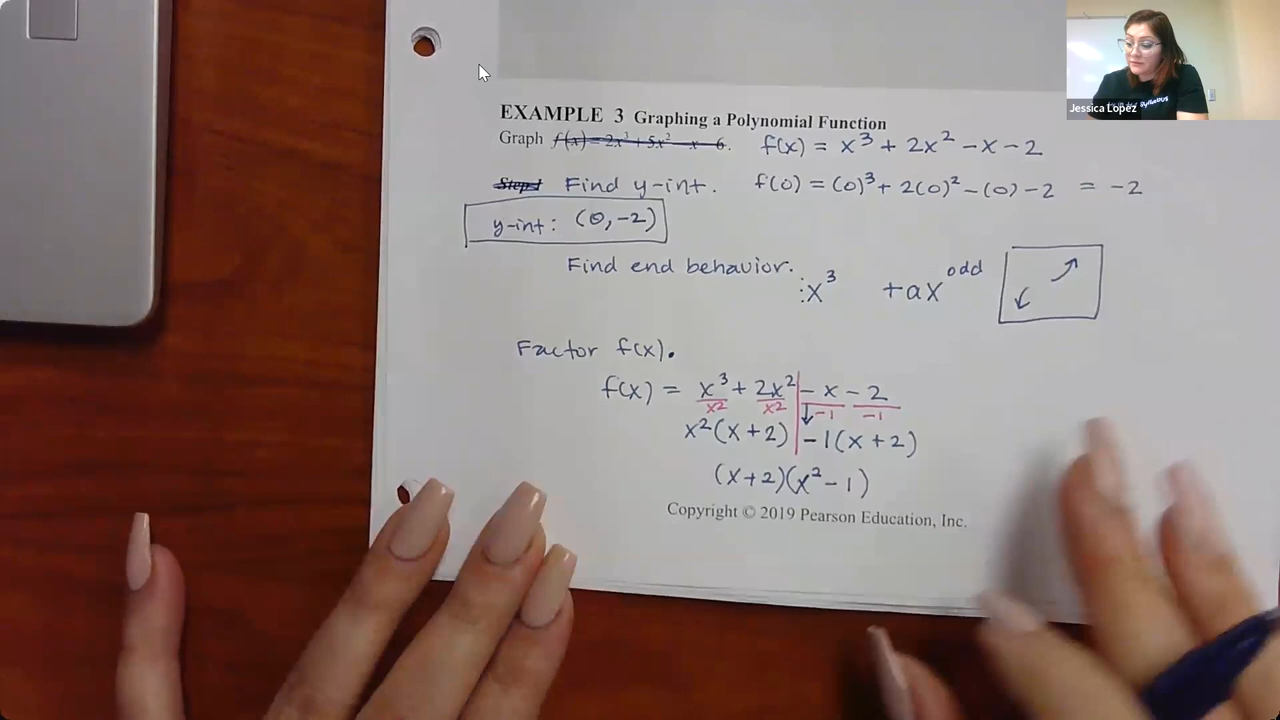 EXAMPLE 3 Graphing a Polynomial Function
Graph f(x) = 2x³ + 5x² - x - 6. f(x) = x³ + 2x² - x - 2
Step 1 Find y-int. f(0) = (0)³ + 2(0)² - (0) - 2 = -2
y-int: (0, -2)
Find end behavior. : x³ +ax^odd ↙ ↗
Factor f(x).
f(x) = x³ + 2x² | - x - 2
x2 x2 -1 -1
x²(x + 2) | ↓ -1(x + 2)
(x+2)(x² - 1)
Copyright © 2019 Pearson Education, Inc.
Jessica Lopez